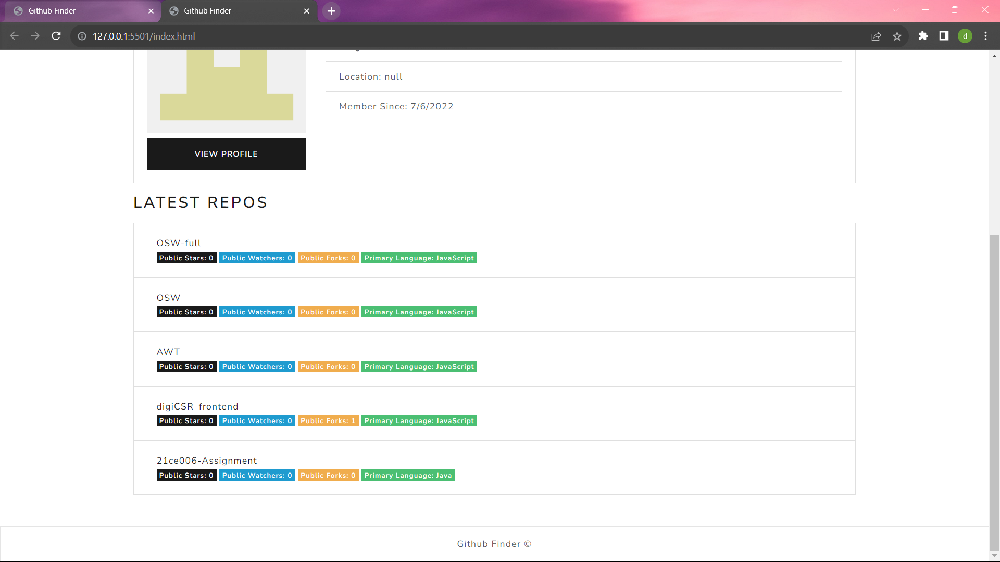 Github Finder
Github Finder
127.0.0.1:5501/index.html
d
Location: null
Member Since: 7/6/2022
VIEW PROFILE
LATEST REPOS
OSW-full
Public Stars: 0 Public Watchers: 0 Public Forks: 0 Primary Language: JavaScript
OSW
Public Stars: 0 Public Watchers: 0 Public Forks: 0 Primary Language: JavaScript
AWT
Public Stars: 0 Public Watchers: 0 Public Forks: 0 Primary Language: JavaScript
digiCSR_frontend
Public Stars: 0 Public Watchers: 0 Public Forks: 1 Primary Language: JavaScript
21ce006-Assignment
Public Stars: 0 Public Watchers: 0 Public Forks: 0 Primary Language: Java
Github Finder ©